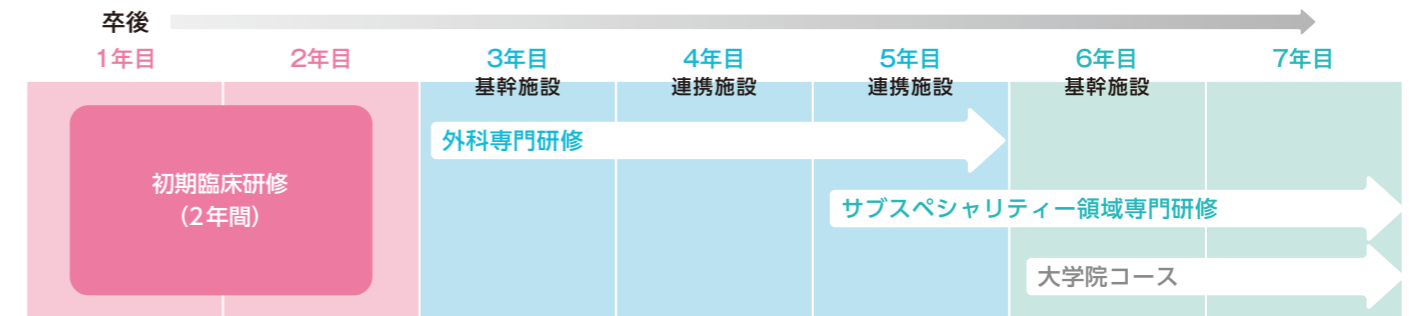 卒後
1年目 2年目 3年目 4年目 5年目 6年目 7年目
基幹施設 連携施設 連携施設 基幹施設
外科専門研修
初期臨床研修
（2年間）
サブスペシャリティー領域専門研修
大学院コース